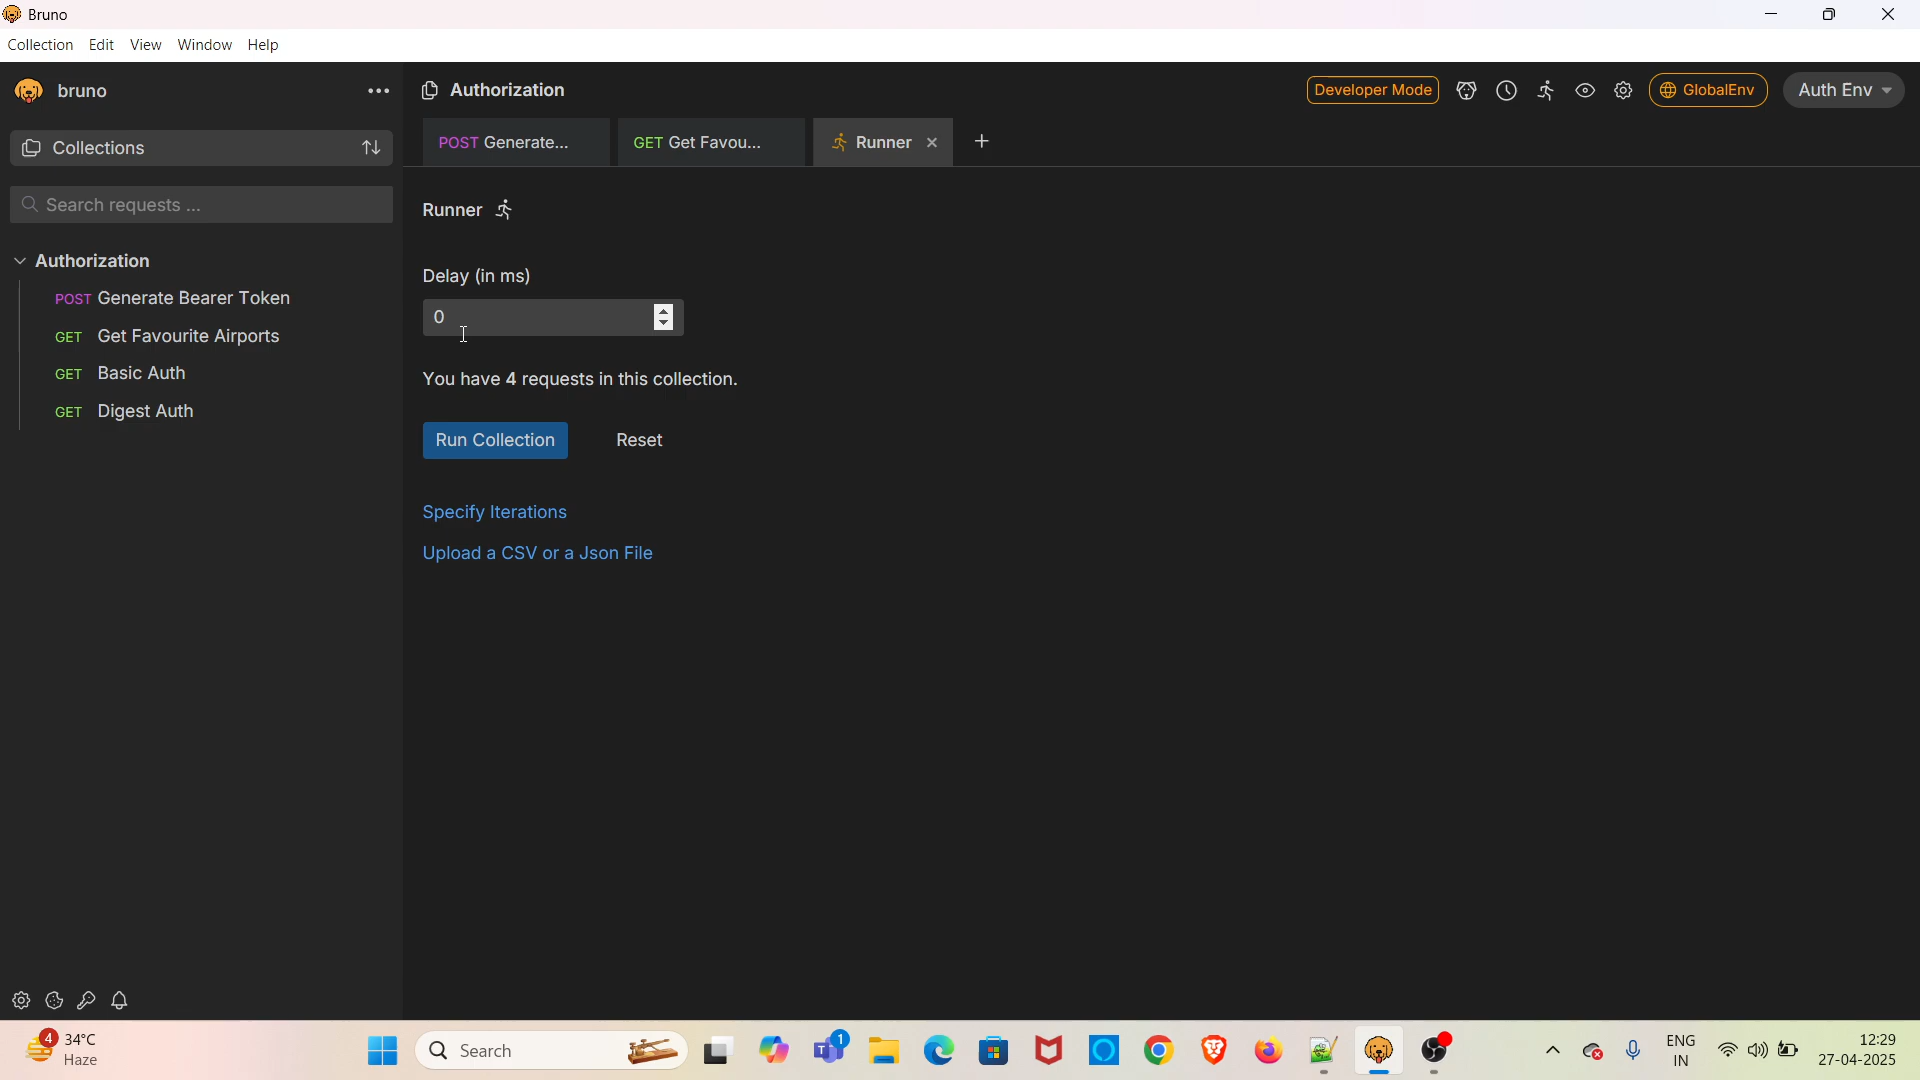 Bruno
Collection Edit View Window Help
bruno
Authorization
Developer Mode
GlobalEnv
Auth Env
Collections
POST Generate...
GET Get Favou...
Runner
Search requests ...
Runner
Authorization
POST Generate Bearer Token
GET Get Favourite Airports
GET Basic Auth
GET Digest Auth
Delay (in ms)
0
You have 4 requests in this collection.
Run Collection
Reset
Specify Iterations
Upload a CSV or a Json File
4
34°C
Haze
Search
1
ENG
IN
12:29
27-04-2025